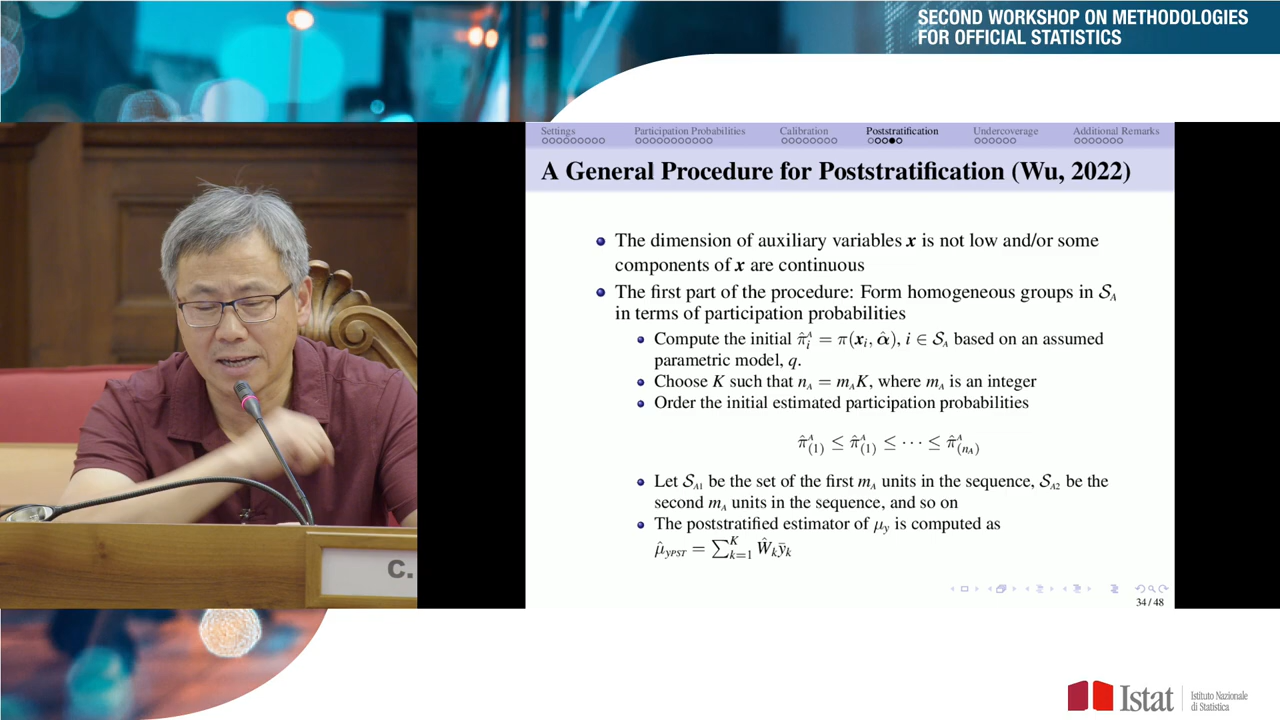 SECOND WORKSHOP ON METHODOLOGIES
FOR OFFICIAL STATISTICS
Settings
Participation Probabilities
Calibration
Poststratification
Undercoverage
Additional Remarks
A General Procedure for Poststratification (Wu, 2022)
The dimension of auxiliary variables x is not low and/or some
components of x are continuous
The first part of the procedure: Form homogeneous groups in S_A
in terms of participation probabilities
Compute the initial π̂_i^A = π(x_i, α̂), i ∈ S_A based on an assumed
parametric model, q.
Choose K such that n_A = m_A K, where m_A is an integer
Order the initial estimated participation probabilities
π̂_(1)^A ≤ π̂_(1)^A ≤ ⋯ ≤ π̂_(n_A)^A
Let S_A1 be the set of the first m_A units in the sequence, S_A2 be the
second m_A units in the sequence, and so on
The poststratified estimator of μ_y is computed as
μ̂_yPST = ∑_{k=1}^K Ŵ_k ȳ_k
34 / 48
C.
Istat
Istituto Nazionale
di Statistica